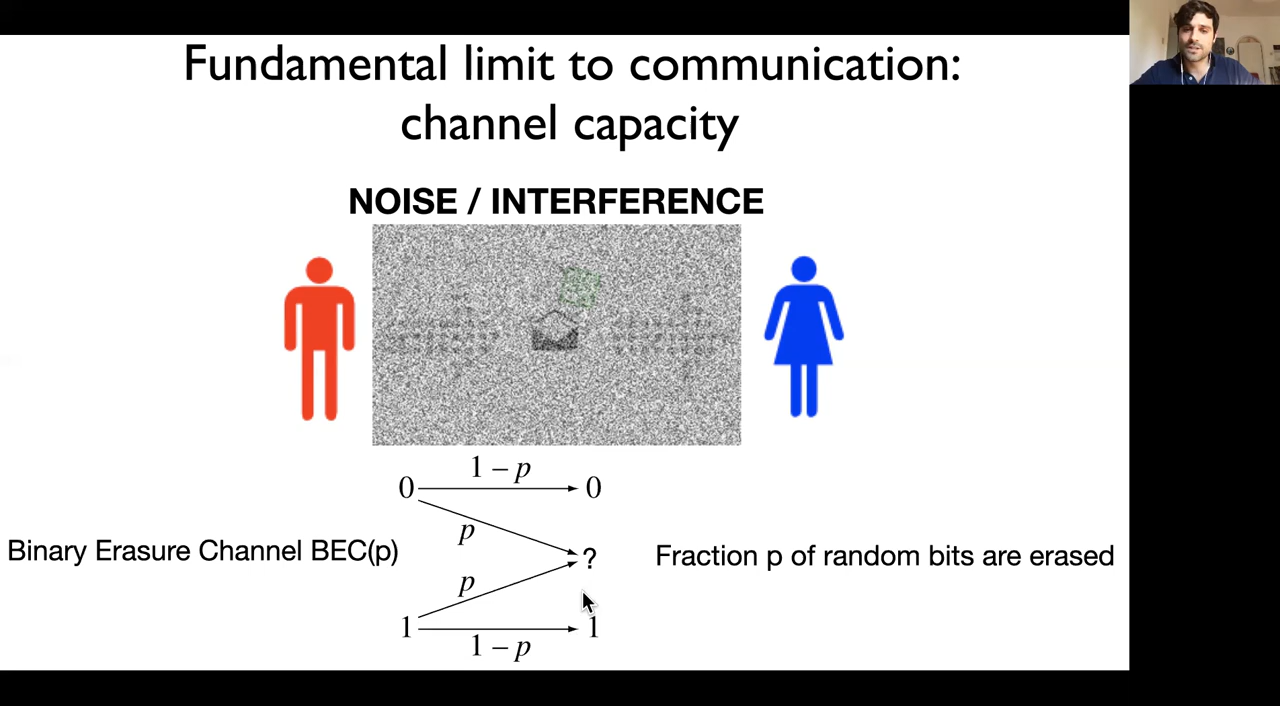 Fundamental limit to communication:
channel capacity
NOISE / INTERFERENCE
1 – p
0
0
p
Binary Erasure Channel BEC(p)
?
Fraction p of random bits are erased
p
1
1
1 – p